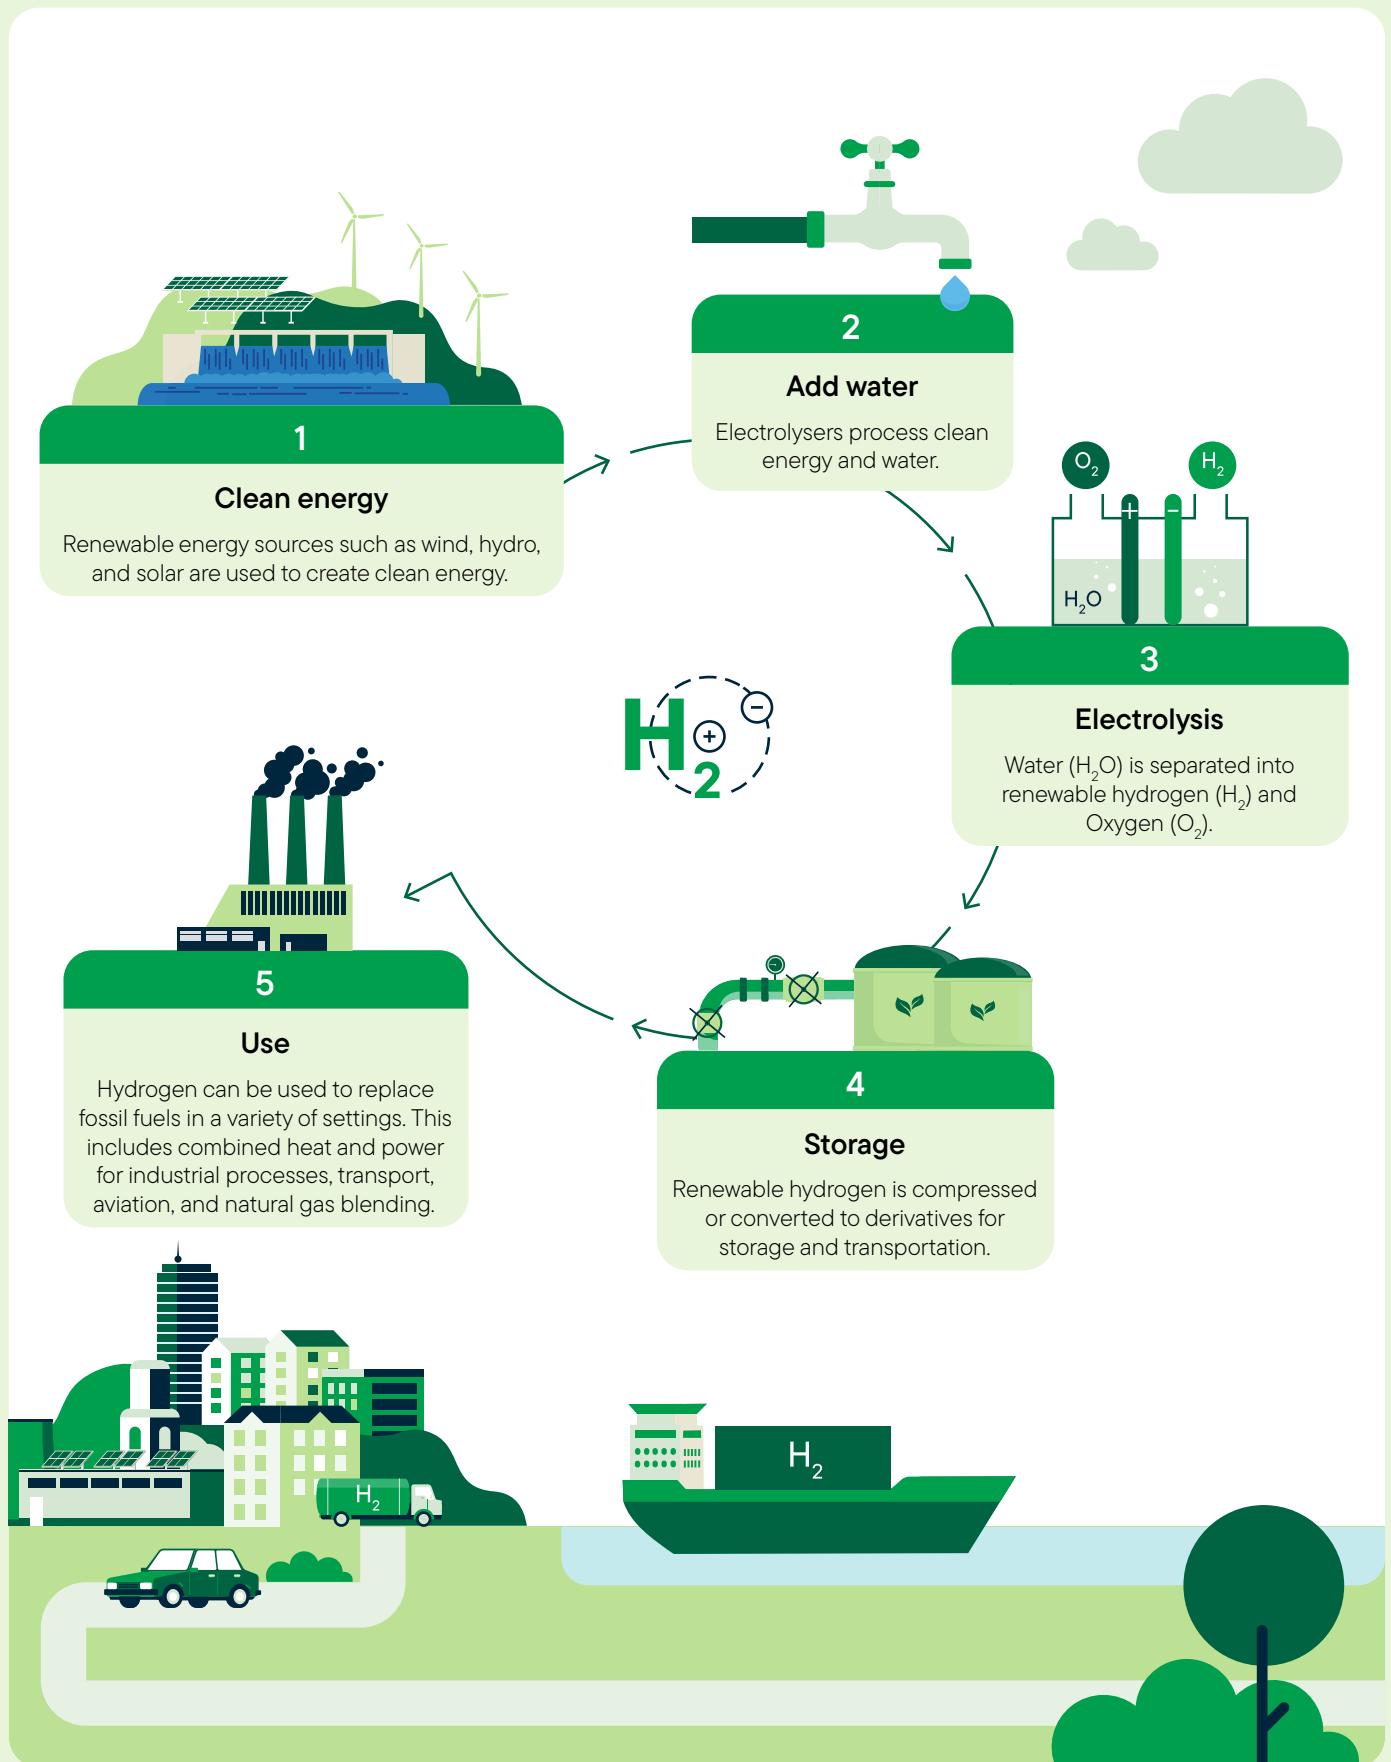 1
Clean energy
Renewable energy sources such as wind, hydro,
and solar are used to create clean energy.
2
Add water
Electrolysers process clean
energy and water.
O₂
H₂
+
−
H₂O
3
Electrolysis
Water (H₂O) is separated into
renewable hydrogen (H₂) and
Oxygen (O₂).
H₂
+
−
4
Storage
Renewable hydrogen is compressed
or converted to derivatives for
storage and transportation.
5
Use
Hydrogen can be used to replace
fossil fuels in a variety of settings. This
includes combined heat and power
for industrial processes, transport,
aviation, and natural gas blending.
H₂
H₂